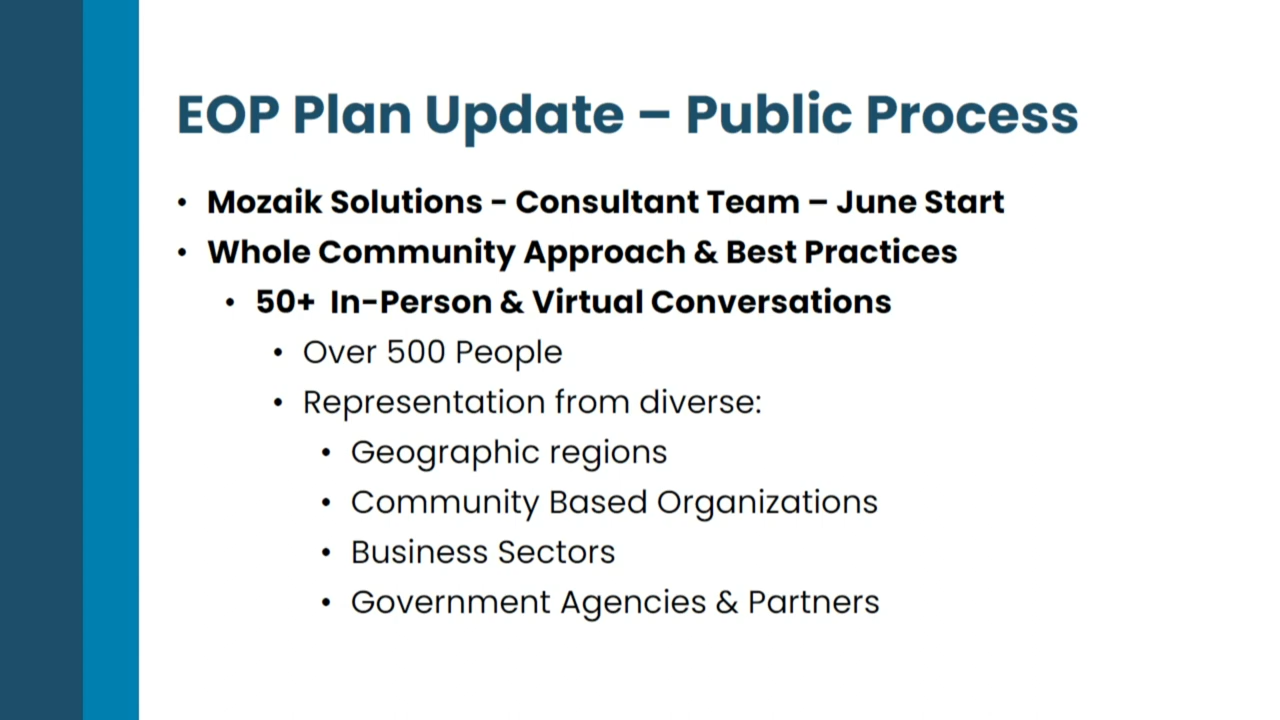 EOP Plan Update – Public Process
• Mozaik Solutions - Consultant Team – June Start
• Whole Community Approach & Best Practices
• 50+ In-Person & Virtual Conversations
• Over 500 People
• Representation from diverse:
• Geographic regions
• Community Based Organizations
• Business Sectors
• Government Agencies & Partners